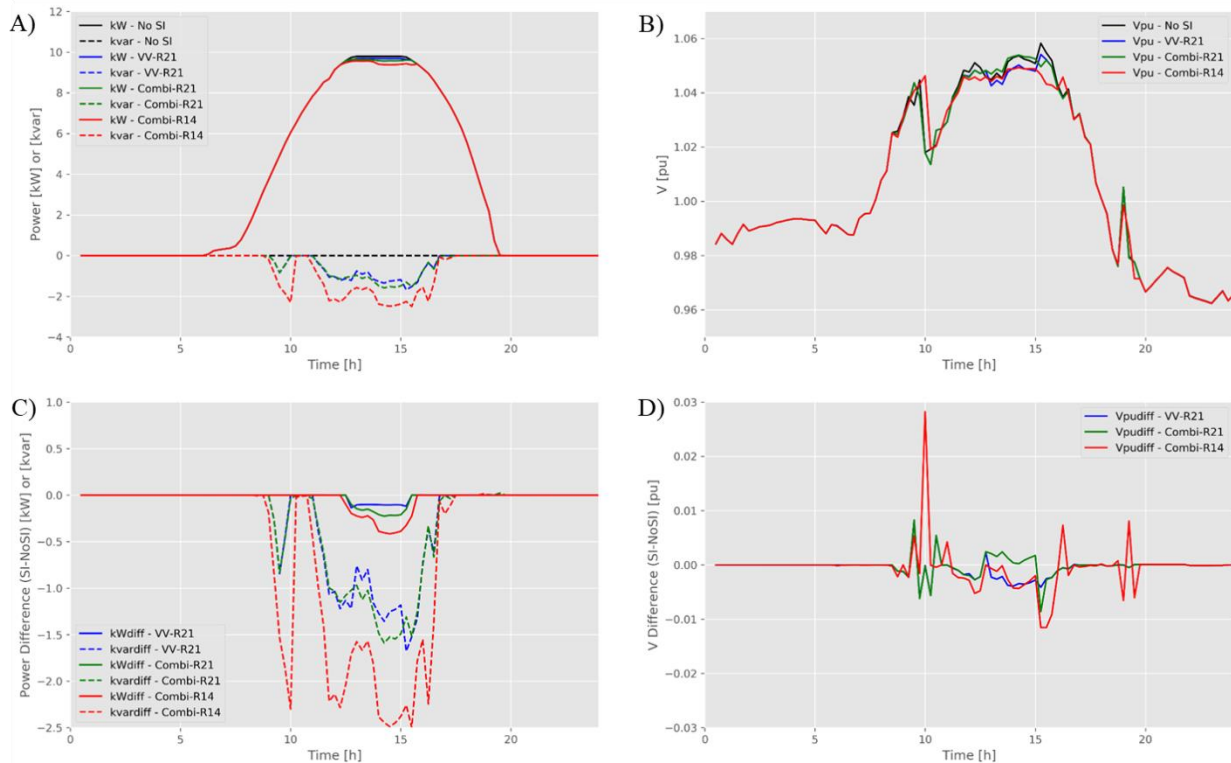 A)
12
10
8
6
4
2
0
−2
−4
Power [kW] or [kvar]
kW - No SI
kvar - No SI
kW - VV-R21
kvar - VV-R21
kW - Combi-R21
kvar - Combi-R21
kW - Combi-R14
kvar - Combi-R14
0 5 10 15 20
Time [h]
B)
1.06
1.04
1.02
1.00
0.98
0.96
V [pu]
Vpu - No SI
Vpu - VV-R21
Vpu - Combi-R21
Vpu - Combi-R14
0 5 10 15 20
Time [h]
C)
1.0
0.5
0.0
−0.5
−1.0
−1.5
−2.0
−2.5
Power Difference (SI-NoSI) [kW] or [kvar]
kWdiff - VV-R21
kvardiff - VV-R21
kWdiff - Combi-R21
kvardiff - Combi-R21
kWdiff - Combi-R14
kvardiff - Combi-R14
0 5 10 15 20
Time [h]
D)
0.03
0.02
0.01
0.00
−0.01
−0.02
−0.03
V Difference (SI-NoSI) [pu]
Vpudiff - VV-R21
Vpudiff - Combi-R21
Vpudiff - Combi-R14
0 5 10 15 20
Time [h]